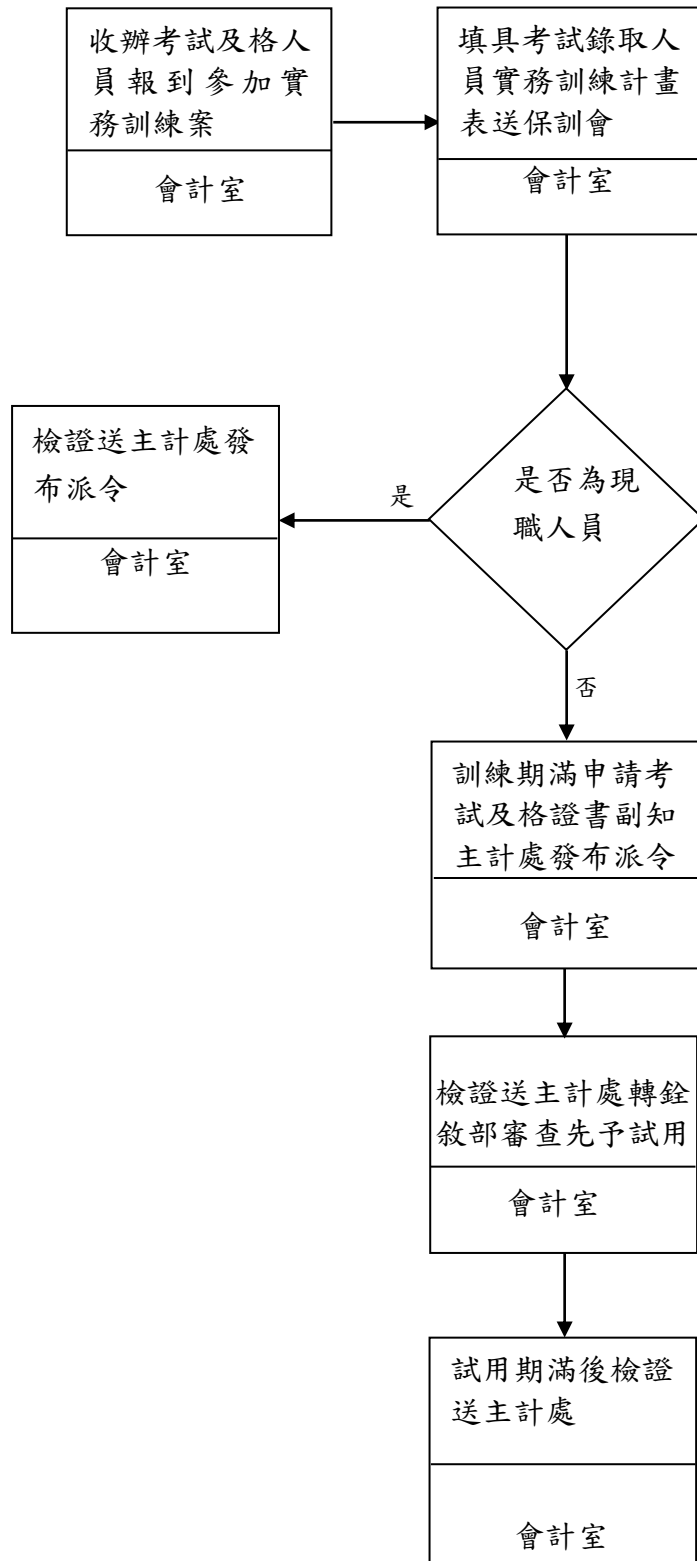 收辦考試及格人
員報到參加實
務訓練案
會計室
填具考試錄取人
員實務訓練計畫
表送保訓會
會計室
是否為現
職人員
是
檢證送主計處發
布派令
會計室
否
訓練期滿申請考
試及格證書副知
主計處發布派令
會計室
檢證送主計處轉銓
敘部審查先予試用
會計室
試用期滿後檢證
送主計處
會計室